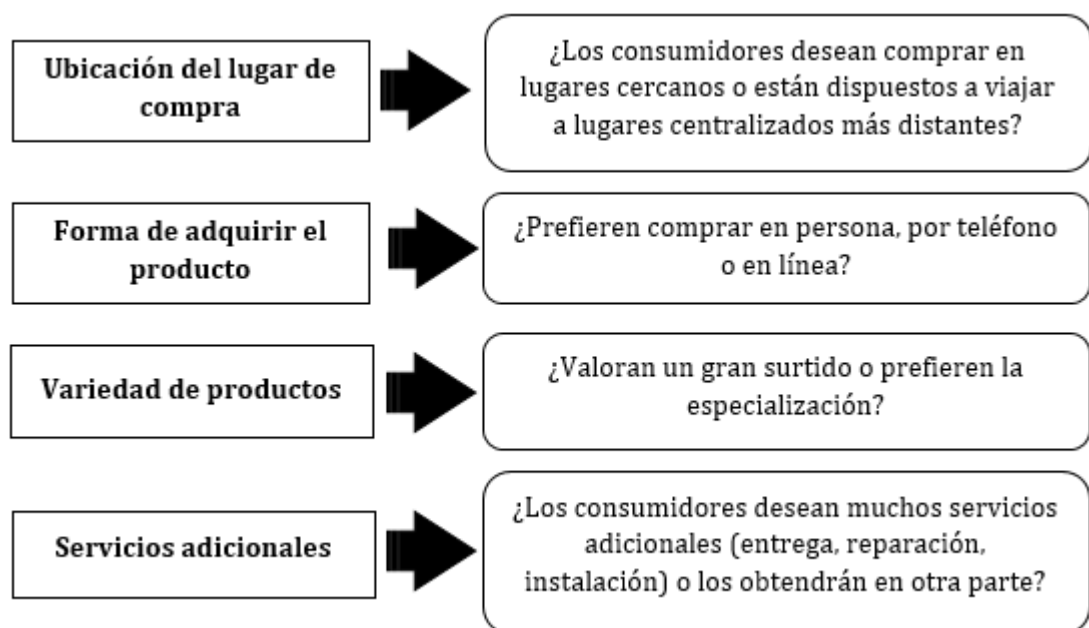 Ubicación del lugar de
compra
¿Los consumidores desean comprar en
lugares cercanos o están dispuestos a viajar
a lugares centralizados más distantes?
Forma de adquirir el
producto
¿Prefieren comprar en persona, por teléfono
o en línea?
Variedad de productos
¿Valoran un gran surtido o prefieren la
especialización?
Servicios adicionales
¿Los consumidores desean muchos servicios
adicionales (entrega, reparación,
instalación) o los obtendrán en otra parte?